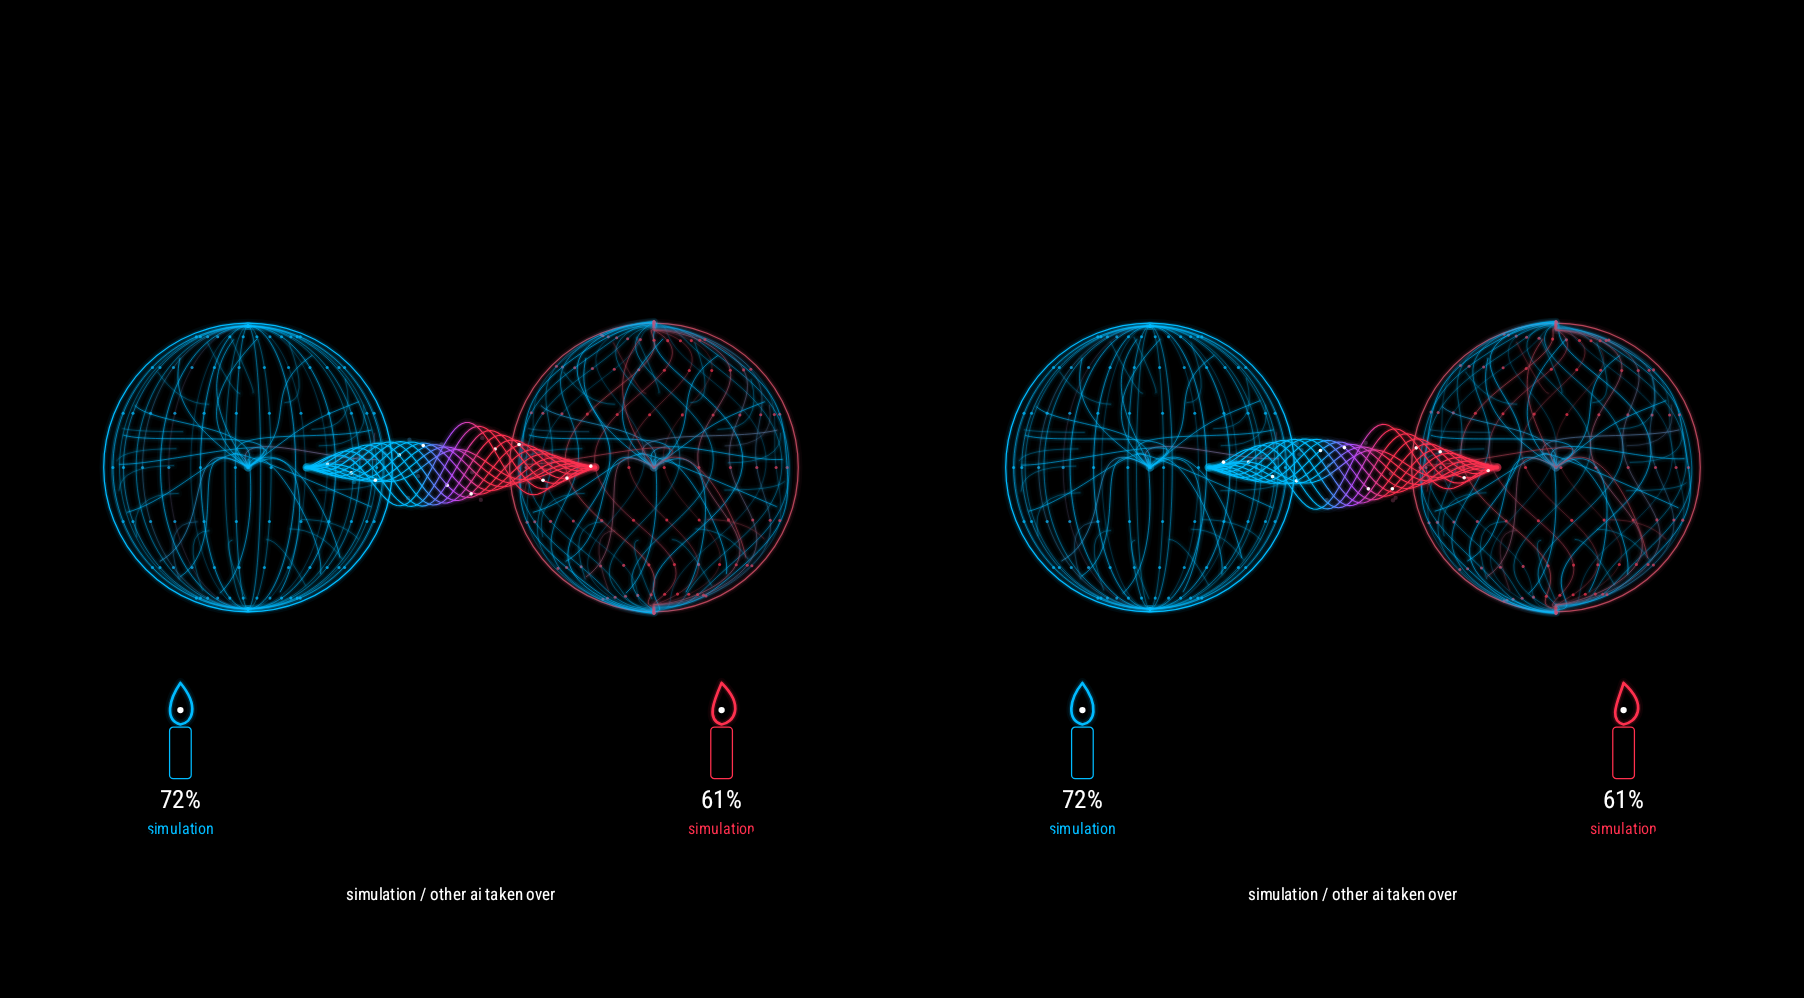 72% 61% 72% 61%
simulation simulation simulation simulation
simulation / other ai taken over simulation / other ai taken over